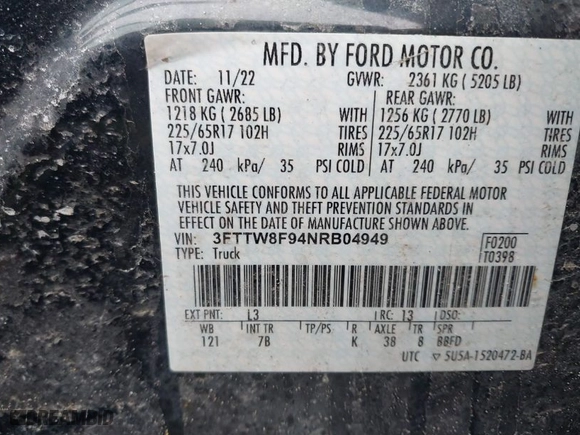 MFD. BY FORD MOTOR CO.
DATE: 11/22 GVWR: 2361 KG ( 5205 LB)
FRONT GAWR: REAR GAWR:
1218 KG ( 2685 LB) WITH 1256 KG ( 2770 LB) WITH
225/65R17 102H TIRES 225/65R17 102H TIRES
17x7.0J RIMS 17x7.0J RIMS
AT 240 kPa/ 35 PSI COLD AT 240 kPa/ 35 PSI COLD
THIS VEHICLE CONFORMS TO ALL APPLICABLE FEDERAL MOTOR
VEHICLE SAFETY AND THEFT PREVENTION STANDARDS IN
EFFECT ON THE DATE OF MANUFACTURE SHOWN ABOVE.
VIN: 3FTTW8F94NRB04949 F0200
TYPE: Truck T0398
EXT PNT: L3 RC: 13 DSO:
WB INT TR TP/PS R AXLE TR SPR
121 7B K 38 8 BBFD
UTC 5U5A-1520472-BA
DREAMBID